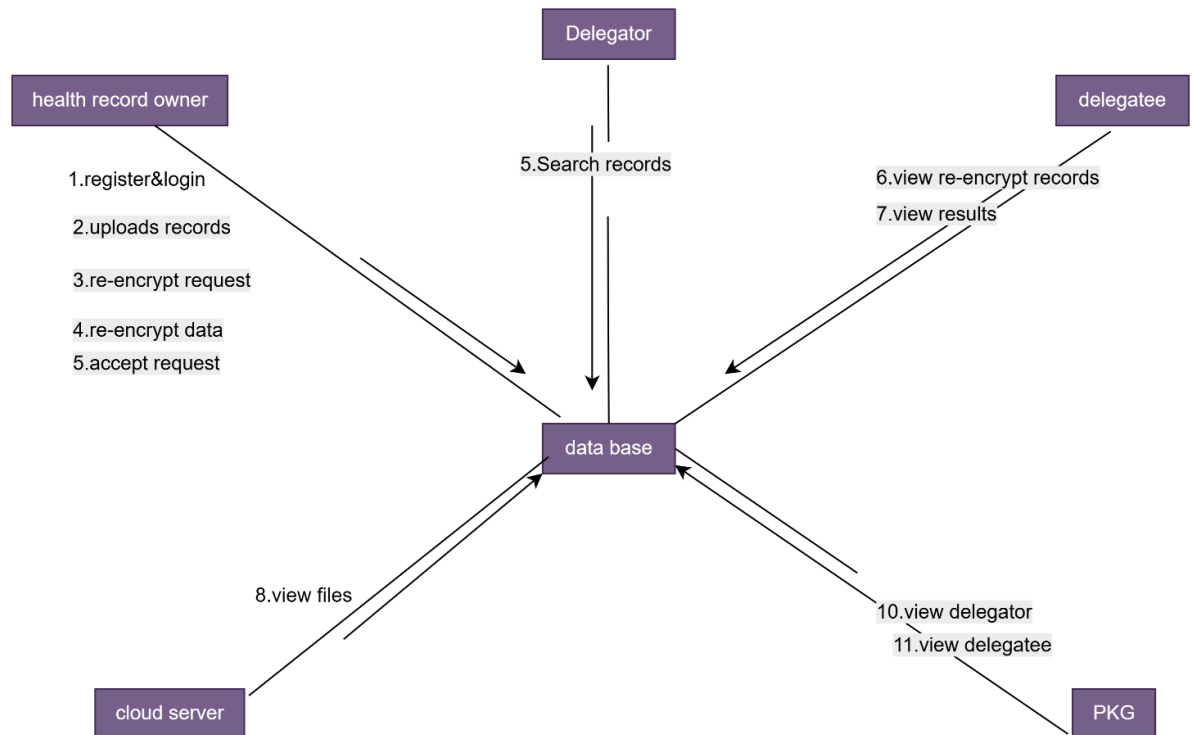 Delegator
health record owner
delegatee
5.Search records
1.register&login
6.view re-encrypt records
7.view results
2.uploads records
3.re-encrypt request
4.re-encrypt data
5.accept request
data base
8.view files
10.view delegator
11.view delegatee
cloud server
PKG